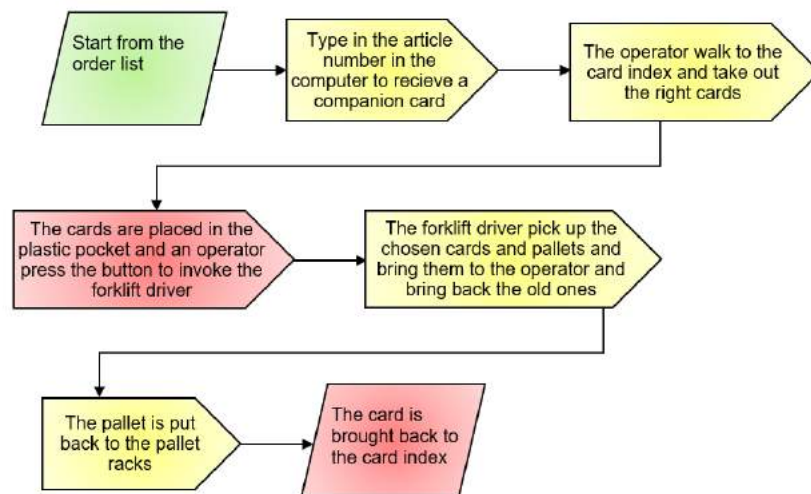 Start from the
order list
Type in the article
number in the
computer to recieve a
companion card
The operator walk to the
card index and take out
the right cards
The cards are placed in the
plastic pocket and an operator
press the button to invoke the
forklift driver
The forklift driver pick up the
chosen cards and pallets and
bring them to the operator and
bring back the old ones
The pallet is put
back to the pallet
racks
The card is
brought back to
the card index